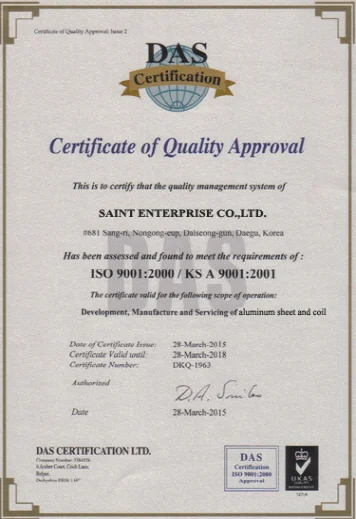 Certificate of Quality Approval: Issue 2
DAS
Certification
Certificate of Quality Approval
This is to certify that the quality management system of
SAINT ENTERPRISE CO.,LTD.
#681 Sang-ri, Nongong-eup, Dalseong-gun, Daegu, Korea
DAS
Has been assessed and found to meet the requirements of :
ISO 9001:2000 / KS A 9001:2001
The certificate valid for the following scope of operation:
Development, Manufacture and Servicing of aluminum sheet and coil
Date of Certificate Issue: 28-March-2015
Certificate Valid until: 28-March-2018
Certificate Number: DKQ-1963
Authorized
Date 28-March-2015
DAS CERTIFICATION LTD.
Company Number:
Court,
Lane,
DAS
Certification
ISO 9001:2000
Approval
UKAS